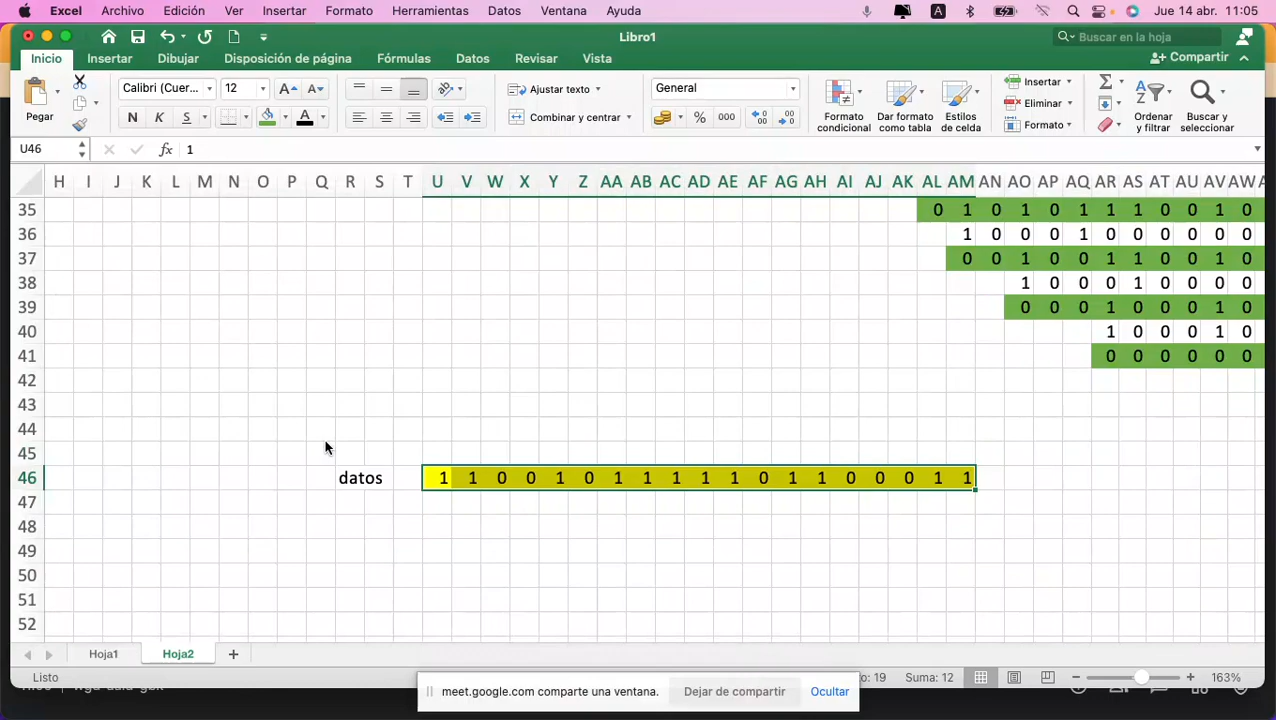 Excel Archivo Edición Ver Insertar Formato Herramientas Datos Ventana Ayuda A Jue 14 abr. 11:05
Libro1 Buscar en la hoja
Inicio Insertar Dibujar Disposición de página Fórmulas Datos Revisar Vista Compartir
Pegar Calibri (Cuer... 12 A A Ajustar texto General Formato condicional Dar formato como tabla Estilos de celda Insertar Ordenar y filtrar Buscar y seleccionar
N K S A Combinar y centrar % 000 Eliminar
Formato
U46 fx 1
H I J K L M N O P Q R S T U V W X Y Z AA AB AC AD AE AF AG AH AI AJ AK AL AM AN AO AP AQ AR AS AT AU AV AW
35 0 1 0 1 0 1 1 1 0 0 1 0
36 1 0 0 0 1 0 0 0 0 0 0
37 0 0 1 0 0 1 1 0 0 1 0
38 1 0 0 0 1 0 0 0 0
39 0 0 0 1 0 0 0 1 0
40 1 0 0 0 1 0
41 0 0 0 0 0 0
42
43
44
45
46 datos 1 1 0 0 1 0 1 1 1 1 1 0 1 1 0 0 0 1 1
47
48
49
50
51
52
Hoja1 Hoja2 +
Listo :o: 19 Suma: 12 163%
meet.google.com comparte una ventana. Dejar de compartir Ocultar